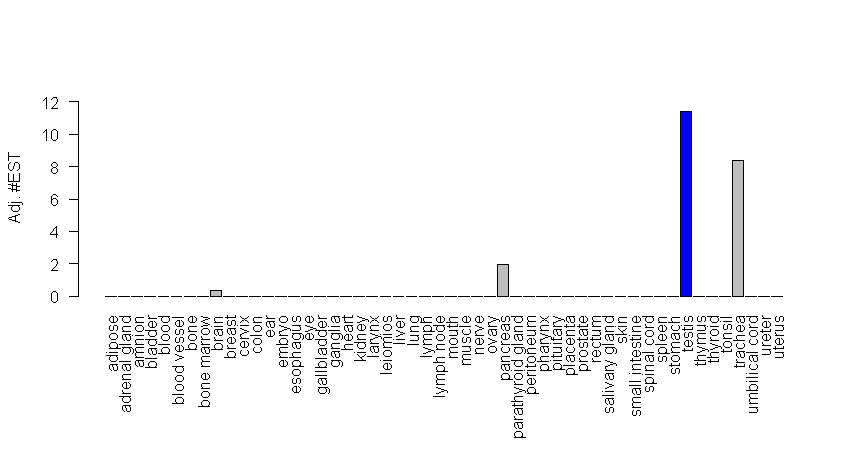 Adj. #EST
12
10
8
6
4
2
0
adipose
adrenal gland
amnion
bladder
blood
blood vessel
bone
bone marrow
brain
breast
cervix
colon
ear
embryo
esophagus
eye
gallbladder
ganglia
heart
kidney
larynx
leiomios
liver
lung
lymph
lymph node
mouth
muscle
nerve
ovary
pancreas
parathyroid gland
peritoneum
pharynx
pituitary
placenta
prostate
rectum
salivary gland
skin
small intestine
spinal cord
spleen
stomach
testis
thymus
thyroid
tonsil
trachea
umbilical cord
ureter
uterus